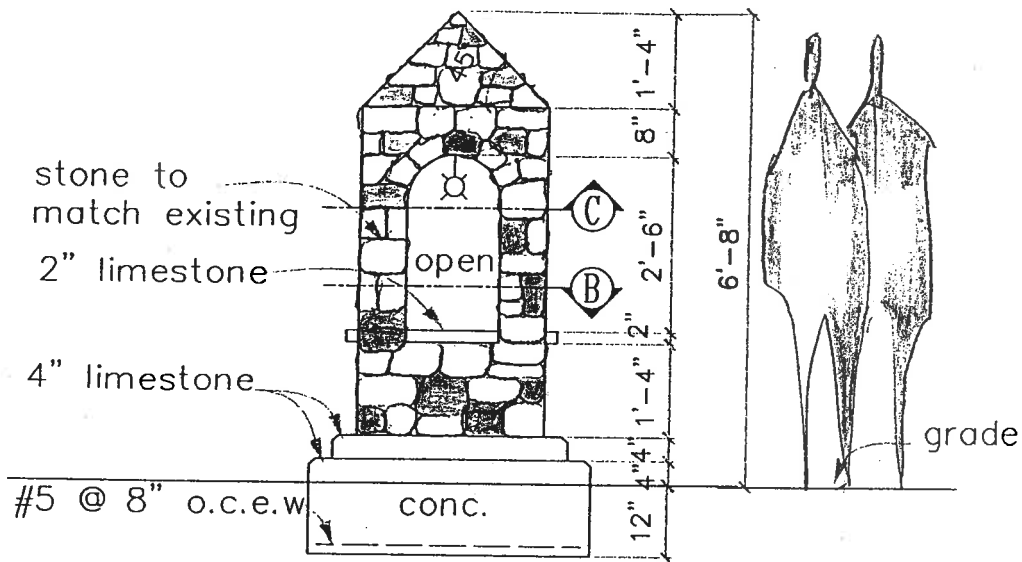 45
1'-4"
8"
stone to
match existing
C
2" limestone
open
2'-6"
6'-8"
B
2"
4" limestone
1'-4"
grade
4"
4"
#5 @ 8" o.c.e.w
conc.
12"